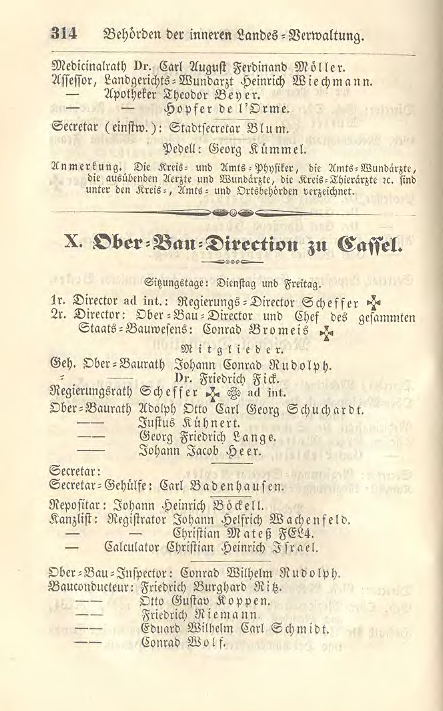 314 Behörden der inneren Landes-Verwaltung.
Medicinalrath Dr. Carl August Ferdinand Möller.
Assessor, Landgerichts-Wundarzt Heinrich Wiechmann.
— Apotheker Theodor Beyer.
— — Hopfer de l'Orme.
Secretar (einstw.): Stadtsecretar Blum.
Pedell: Georg Kümmel.
Anmerkung. Die Kreis- und Amts-Physiker, die Amts-Wundärzte,
die ausübenden Aerzte und Wundärzte, die Kreis-Thierärzte ꝛc. sind
unter den Kreis-, Amts- und Ortsbehörden verzeichnet.
X. Ober-Bau-Direction zu Cassel.
Sitzungstage: Dienstag und Freitag.
1r. Director ad int.: Regierungs-Director Scheffer
2r. Director: Ober-Bau-Director und Chef des gesammten
Staats-Bauwesens: Conrad Bromeis
Mitglieder.
Geh. Ober-Baurath Johann Conrad Rudolph.
- Dr. Friedrich Fick.
Regierungsrath Scheffer ad int.
Ober-Baurath Adolph Otto Carl Georg Schuchardt.
—— Justus Kühnert.
—— Georg Friedrich Lange.
—— Johann Jacob Heer.
Secretar:
Secretar-Gehülfe: Carl Badenhausen.
Repositar: Johann Heinrich Böckell.
Kanzlist: Registrator Johann Helfrich Wachenfeld.
— — Christian Mateß FEL4.
— Calculator Christian Heinrich Israel.
Ober-Bau-Inspector: Conrad Wilhelm Rudolph.
Bauconducteur: Friedrich Burghard Ritz.
—— Otto Gustav Koppen.
—— Friedrich Riemann.
—— Eduard Wilhelm Carl Schmidt.
—— Conrad Wolf.